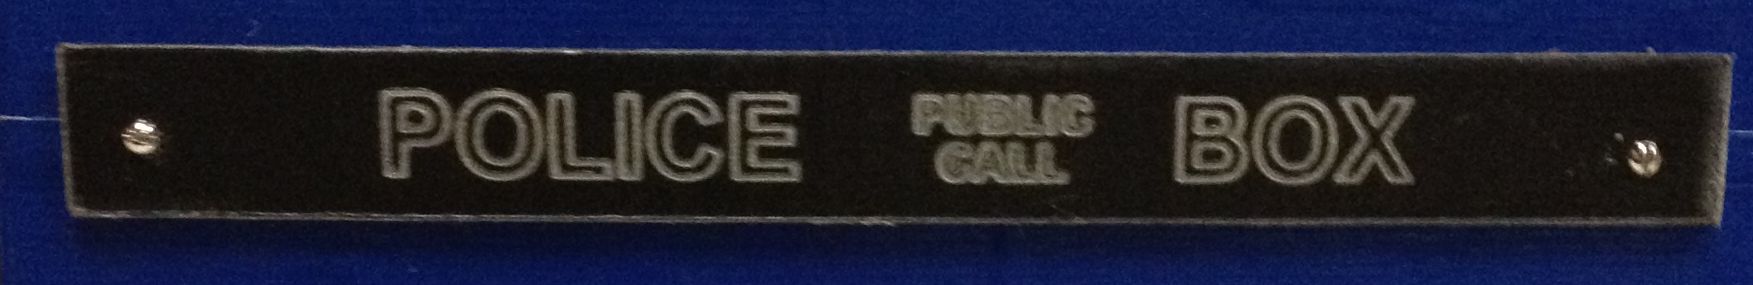 POLICE PUBLIC CALL BOX